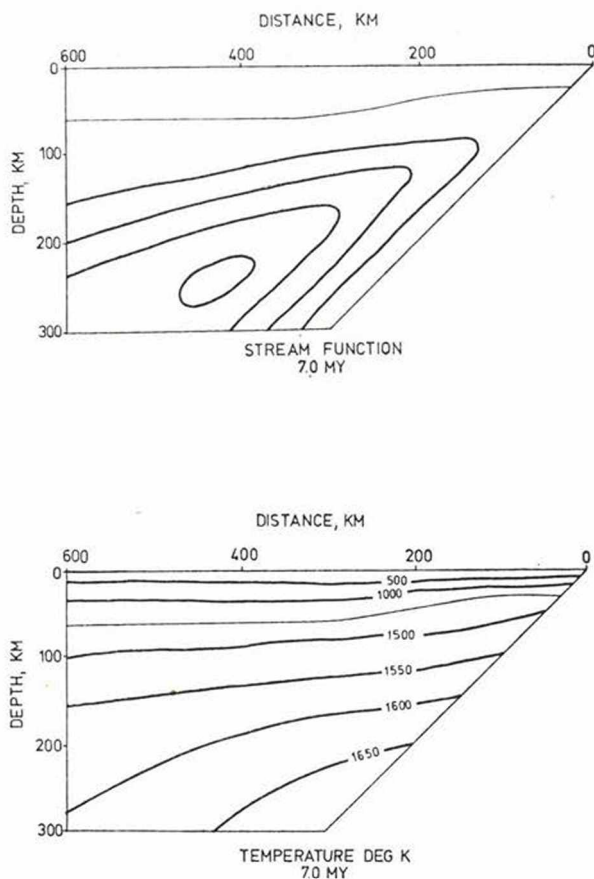 DISTANCE, KM
600 400 200 0
0
100
200
300
DEPTH, KM
STREAM FUNCTION
7.0 MY
DISTANCE, KM
600 400 200 0
0
500
1000
1500
100
1550
1600
200
1650
300
DEPTH, KM
TEMPERATURE DEG K
7.0 MY